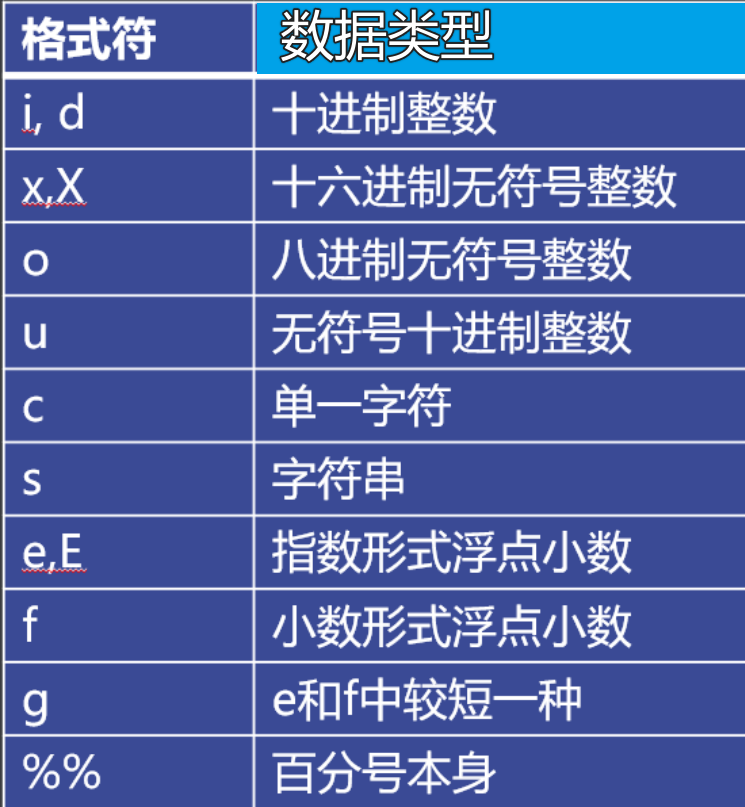 格式符 数据类型
i, d 十进制整数
x,X 十六进制无符号整数
o 八进制无符号整数
u 无符号十进制整数
c 单一字符
s 字符串
e,E 指数形式浮点小数
f 小数形式浮点小数
g e和f中较短一种
%% 百分号本身